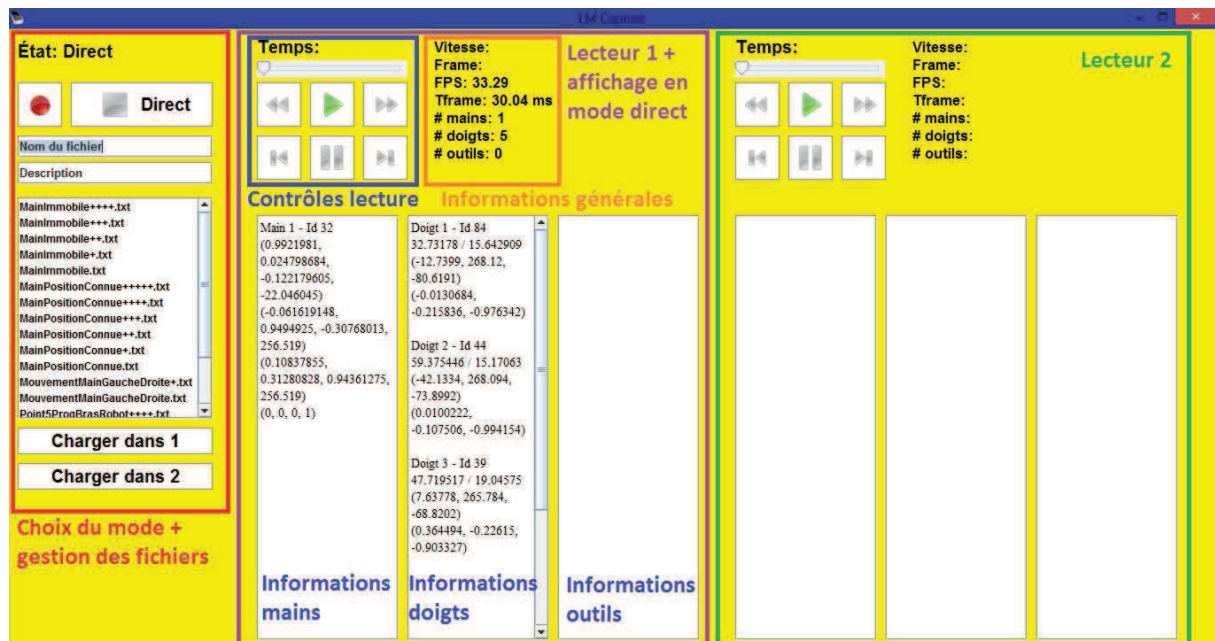 LM Capture
État: Direct
Direct
Nom du fichier
Description
MainImmobile++++.txt
MainImmobile+++.txt
MainImmobile++.txt
MainImmobile+.txt
MainImmobile.txt
MainPositionConnue+++++.txt
MainPositionConnue++++.txt
MainPositionConnue+++.txt
MainPositionConnue++.txt
MainPositionConnue+.txt
MainPositionConnue.txt
MouvementMainGaucheDroite+.txt
MouvementMainGaucheDroite.txt
Point5ProgBrasRobot++++.txt
Charger dans 1
Charger dans 2
Choix du mode +
gestion des fichiers
Temps:
Vitesse:
Frame:
FPS: 33.29
Tframe: 30.04 ms
# mains: 1
# doigts: 5
# outils: 0
Lecteur 1 +
affichage en
mode direct
Contrôles lecture
Informations générales
Main 1 - Id 32
(0.9921981,
0.024798684,
-0.122179605,
-22.046045)
(-0.061619148,
0.9494925, -0.30768013,
256.519)
(0.10837855,
0.31280828, 0.94361275,
256.519)
(0, 0, 0, 1)
Informations
mains
Doigt 1 - Id 84
32.73178 / 15.642909
(-12.7399, 268.12,
-80.6191)
(-0.0130684,
-0.215836, -0.976342)
Doigt 2 - Id 44
59.375446 / 15.17063
(-42.1334, 268.094,
-73.8992)
(0.0100222,
-0.107506, -0.994154)
Doigt 3 - Id 39
47.719517 / 19.04575
(7.63778, 265.784,
-68.8202)
(0.364494, -0.22615,
-0.903327)
Informations
doigts
Informations
outils
Temps:
Vitesse:
Frame:
FPS:
Tframe:
# mains:
# doigts:
# outils:
Lecteur 2